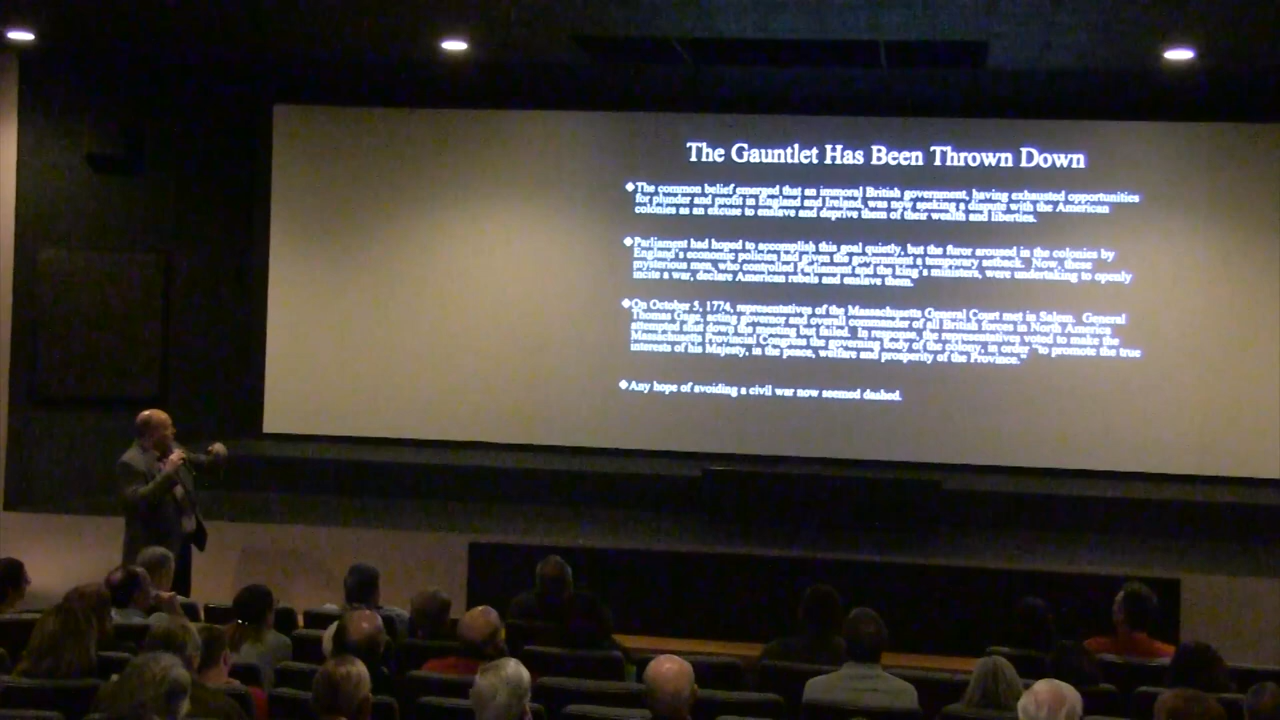 The Gauntlet Has Been Thrown Down
❖The common belief emerged that an immoral British government, having exhausted opportunities
for plunder and profit in England and Ireland, was now seeking a dispute with the American
colonies as an excuse to enslave and deprive them of their wealth and liberties.
❖Parliament had hoped to accomplish this goal quietly, but the furor aroused in the colonies by
England's economic policies had given the government a temporary setback.  Now, these
mysterious men, who controlled Parliament and the king's ministers, were undertaking to openly
incite a war, declare American rebels and enslave them.
❖On October 5, 1774, representatives of the Massachusetts General Court met in Salem.  General
Thomas Gage, acting governor and overall commander of all British forces in North America
attempted shut down the meeting but failed.  In response, the representatives voted to make the
Massachusetts Provincial Congress the governing body of the colony, in order "to promote the true
interests of his Majesty, in the peace, welfare and prosperity of the Province."
❖Any hope of avoiding a civil war now seemed dashed.